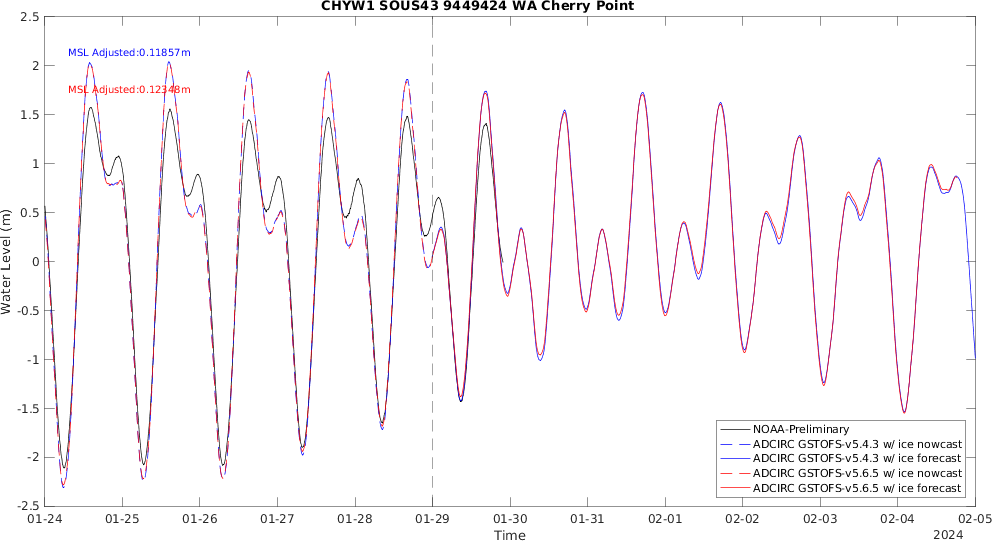 CHYW1 SOUS43 9449424 WA Cherry Point
MSL Adjusted:0.11857m
MSL Adjusted:0.12348m
Water Level (m)
2.5
2
1.5
1
0.5
0
-0.5
-1
-1.5
-2
-2.5
NOAA-Preliminary
ADCIRC GSTOFS-v5.4.3 w/ ice nowcast
ADCIRC GSTOFS-v5.4.3 w/ ice forecast
ADCIRC GSTOFS-v5.6.5 w/ ice nowcast
ADCIRC GSTOFS-v5.6.5 w/ ice forecast
01-24 01-25 01-26 01-27 01-28 01-29 01-30 01-31 02-01 02-02 02-03 02-04 02-05
Time
2024